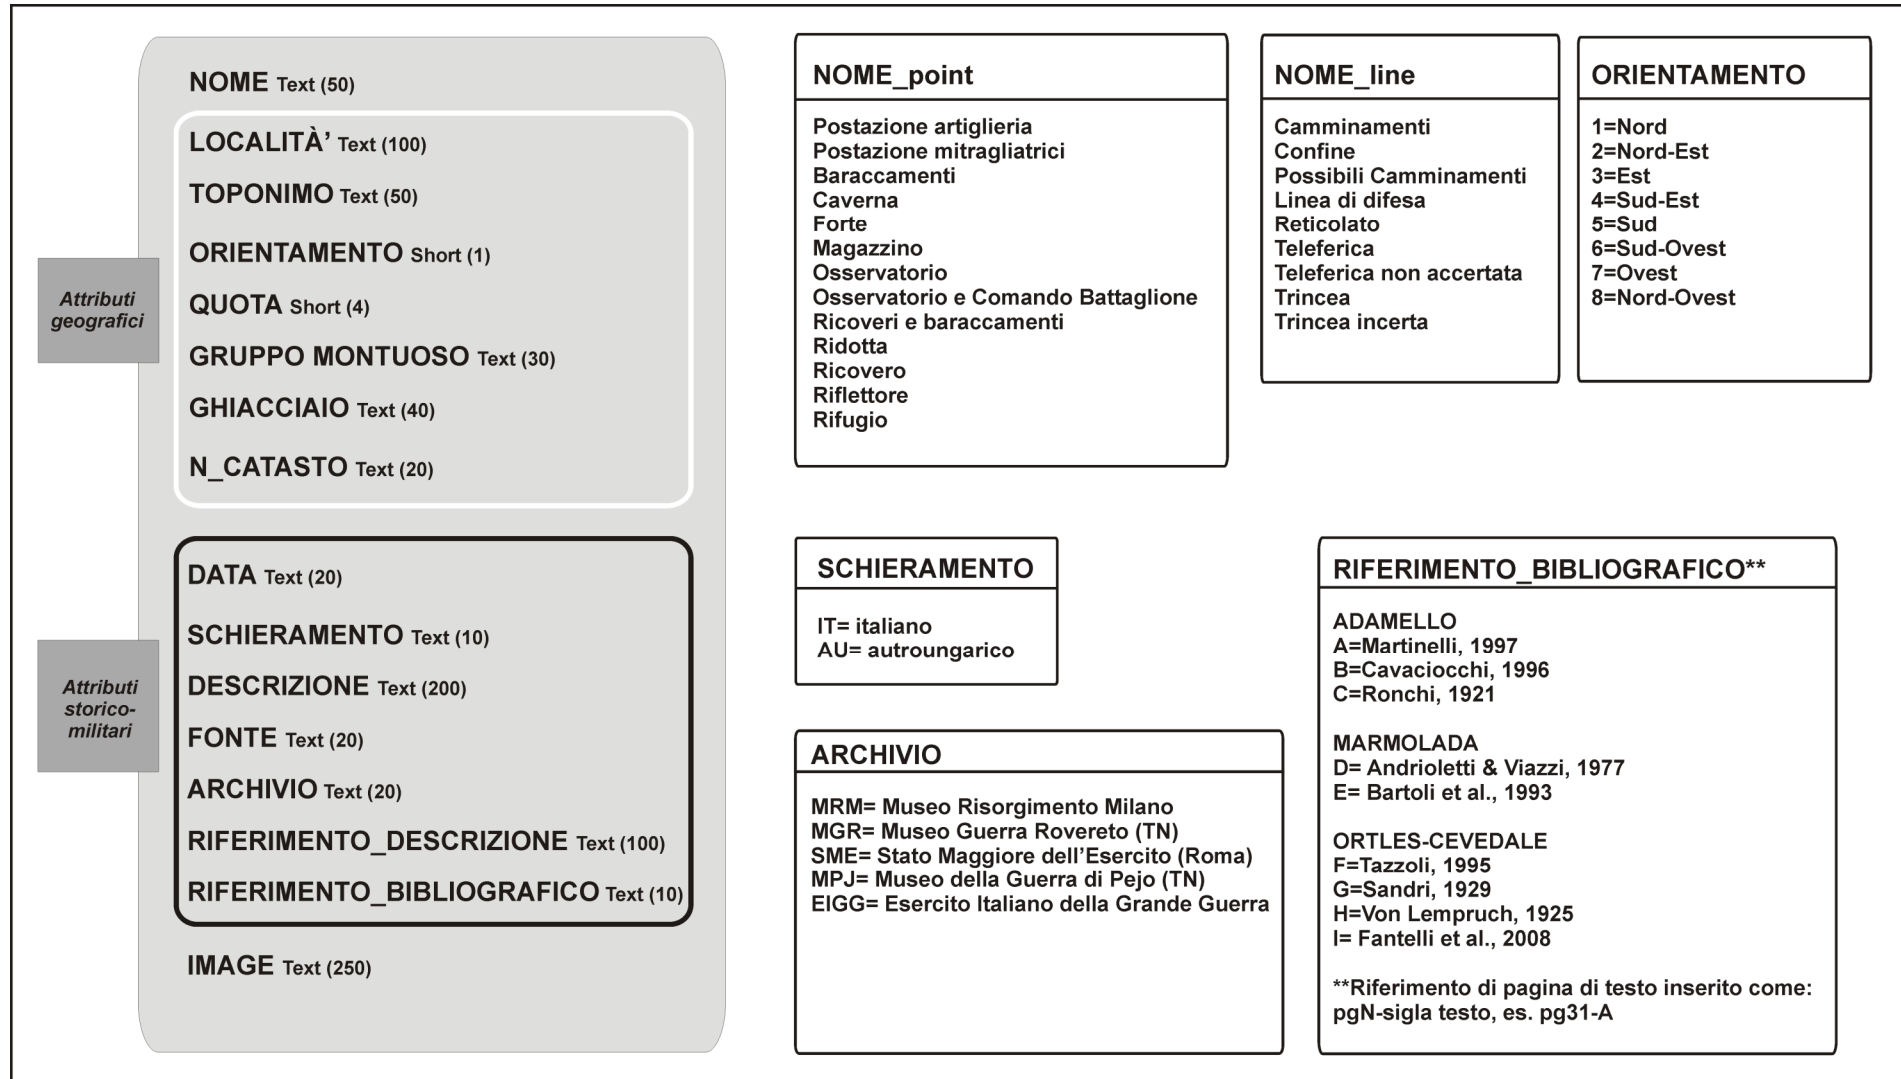 NOME Text (50)
Attributi
geografici
LOCALITÀ’ Text (100)
TOPONIMO Text (50)
ORIENTAMENTO Short (1)
QUOTA Short (4)
GRUPPO MONTUOSO Text (30)
GHIACCIAIO Text (40)
N_CATASTO Text (20)
Attributi
storico-
militari
DATA Text (20)
SCHIERAMENTO Text (10)
DESCRIZIONE Text (200)
FONTE Text (20)
ARCHIVIO Text (20)
RIFERIMENTO_DESCRIZIONE Text (100)
RIFERIMENTO_BIBLIOGRAFICO Text (10)
IMAGE Text (250)
NOME_point
Postazione artiglieria
Postazione mitragliatrici
Baraccamenti
Caverna
Forte
Magazzino
Osservatorio
Osservatorio e Comando Battaglione
Ricoveri e baraccamenti
Ridotta
Ricovero
Riflettore
Rifugio
NOME_line
Camminamenti
Confine
Possibili Camminamenti
Linea di difesa
Reticolato
Teleferica
Teleferica non accertata
Trincea
Trincea incerta
ORIENTAMENTO
1=Nord
2=Nord-Est
3=Est
4=Sud-Est
5=Sud
6=Sud-Ovest
7=Ovest
8=Nord-Ovest
SCHIERAMENTO
IT= italiano
AU= autroungarico
ARCHIVIO
MRM= Museo Risorgimento Milano
MGR= Museo Guerra Rovereto (TN)
SME= Stato Maggiore dell’Esercito (Roma)
MPJ= Museo della Guerra di Pejo (TN)
EIGG= Esercito Italiano della Grande Guerra
RIFERIMENTO_BIBLIOGRAFICO**
ADAMELLO
A=Martinelli, 1997
B=Cavaciocchi, 1996
C=Ronchi, 1921
MARMOLADA
D= Andrioletti & Viazzi, 1977
E= Bartoli et al., 1993
ORTLES-CEVEDALE
F=Tazzoli, 1995
G=Sandri, 1929
H=Von Lempruch, 1925
I= Fantelli et al., 2008
**Riferimento di pagina di testo inserito come:
pgN-sigla testo, es. pg31-A